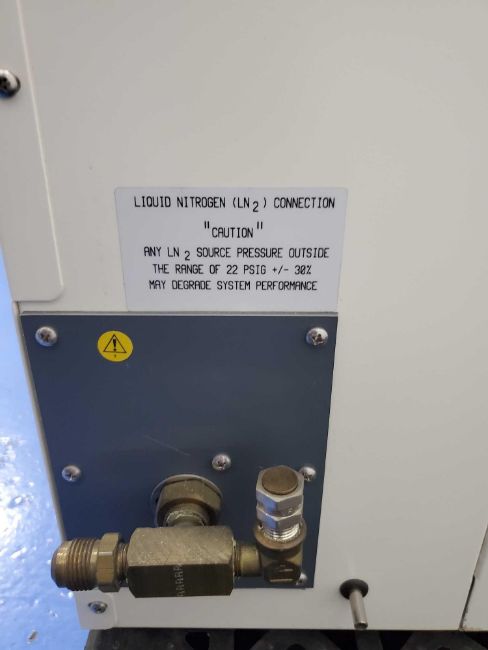 LIQUID NITROGEN (LN2) CONNECTION
"CAUTION"
ANY LN2 SOURCE PRESSURE OUTSIDE
THE RANGE OF 22 PSIG +/- 30%
MAY DEGRADE SYSTEM PERFORMANCE